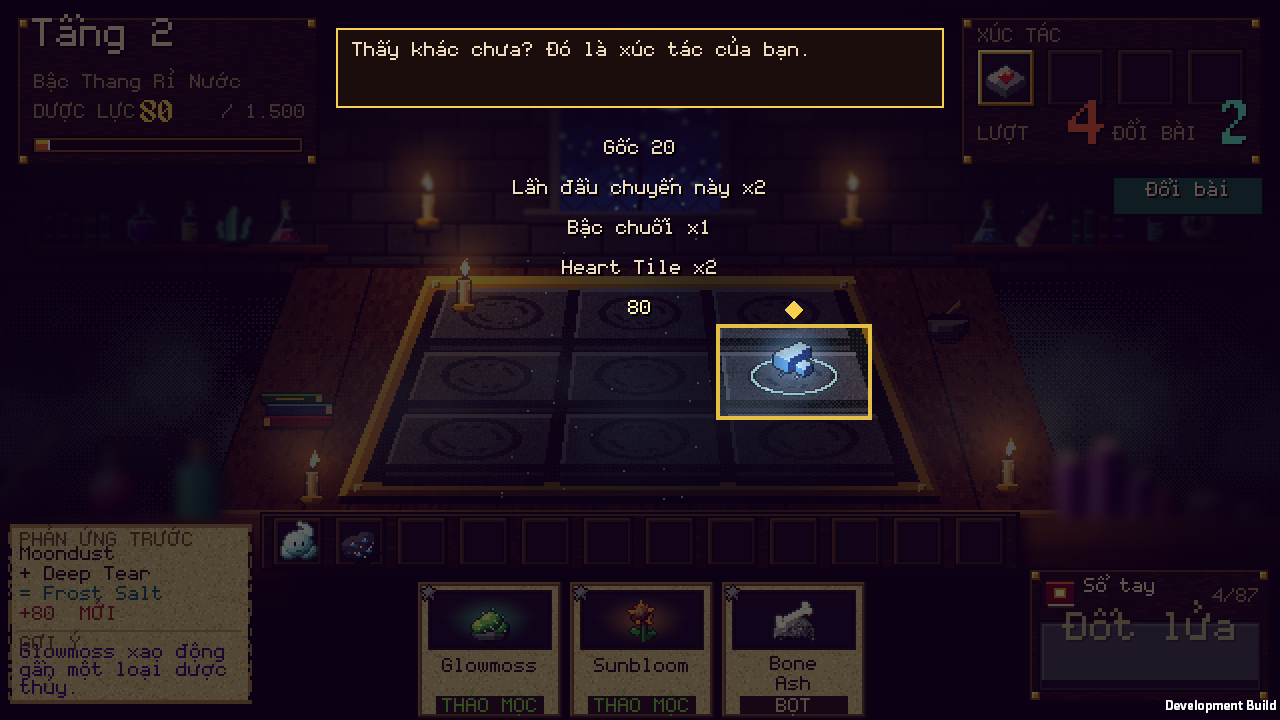 Tầng 2
Bậc Thang Rỉ Nước
DƯỢC LỰC 80 / 1.500
Thấy khác chưa? Đó là xúc tác của bạn.
XÚC TÁC
LƯỢT 4 ĐỔI BÀI 2
Đổi bài
Gốc 20
Lần đầu chuyến này x2
Bậc chuỗi x1
Heart Tile x2
80
PHẢN ỨNG TRƯỚC
Moondust
+ Deep Tear
= Frost Salt
+80 MỚI
GỢI Ý
Glowmoss xao động
gần một loại dược
thủy.
Glowmoss
THẢO MỘC
Sunbloom
THẢO MỘC
Bone
Ash
BỘT
Sổ tay
4/87
Đốt lửa
Development Build